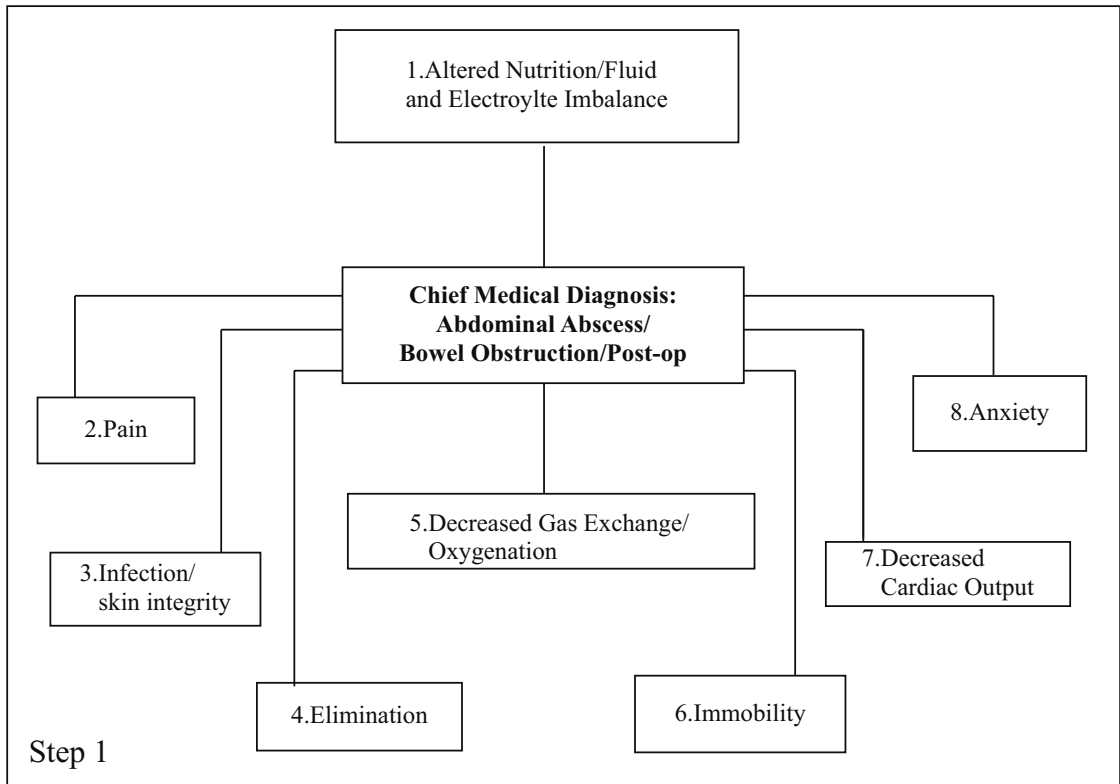 1.Altered Nutrition/Fluid
and Electroylte Imbalance
Chief Medical Diagnosis:
Abdominal Abscess/
Bowel Obstruction/Post-op
2.Pain
8.Anxiety
5.Decreased Gas Exchange/
Oxygenation
3.Infection/
skin integrity
7.Decreased
Cardiac Output
4.Elimination
6.Immobility
Step 1